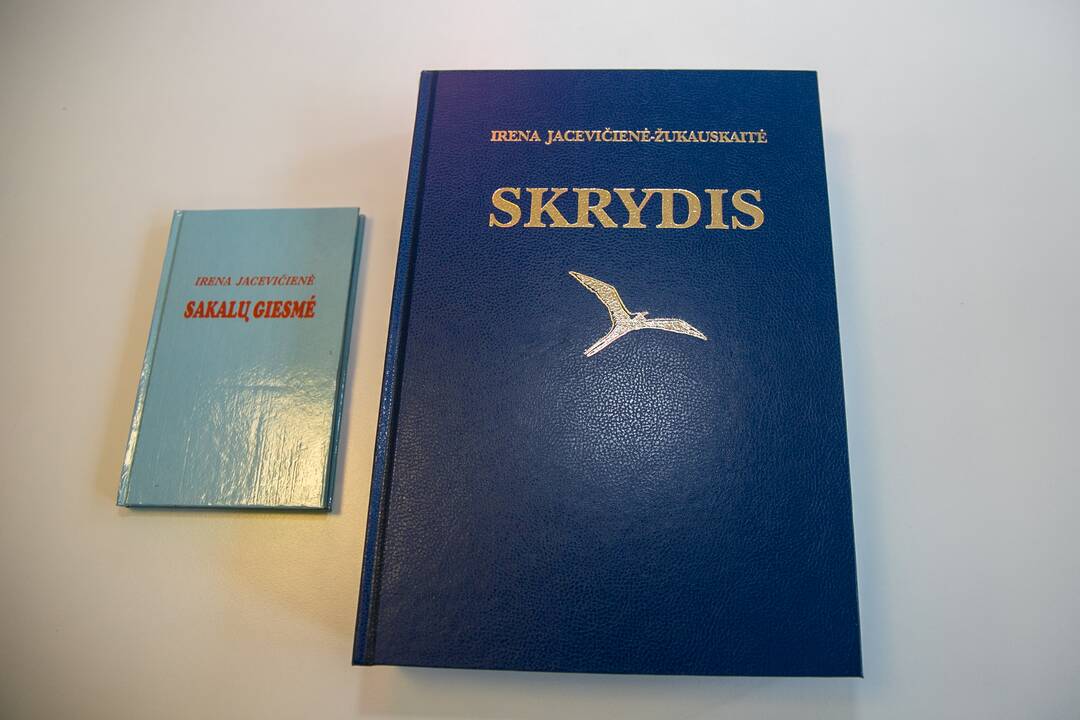 IRENA JACEVIČIENĖ
SAKALŲ GIESMĖ
IRENA JACEVIČIENĖ-ŽUKAUSKAITĖ
SKRYDIS